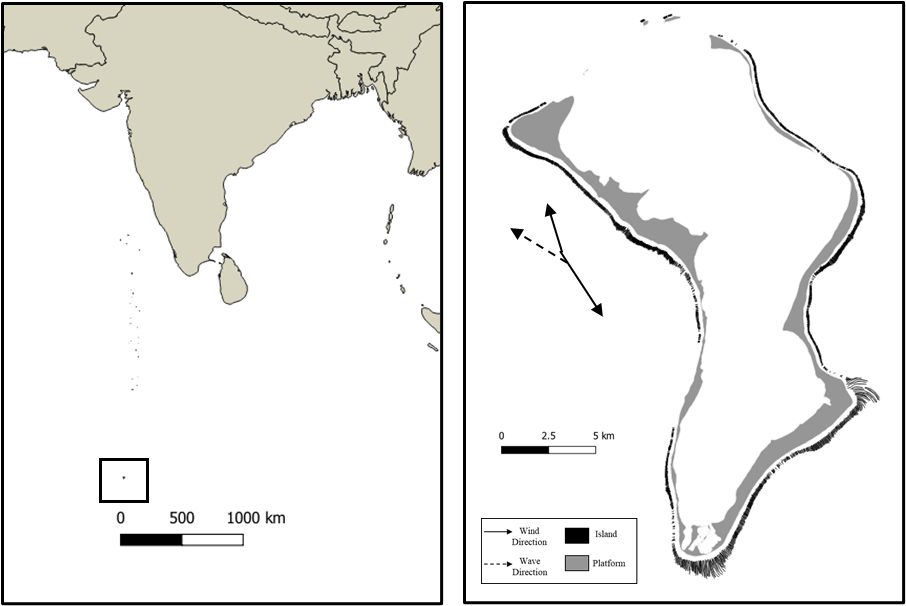 0 500 1000 km
0 2.5 5 km
Wind
Direction
Island
Wave
Direction
Platform